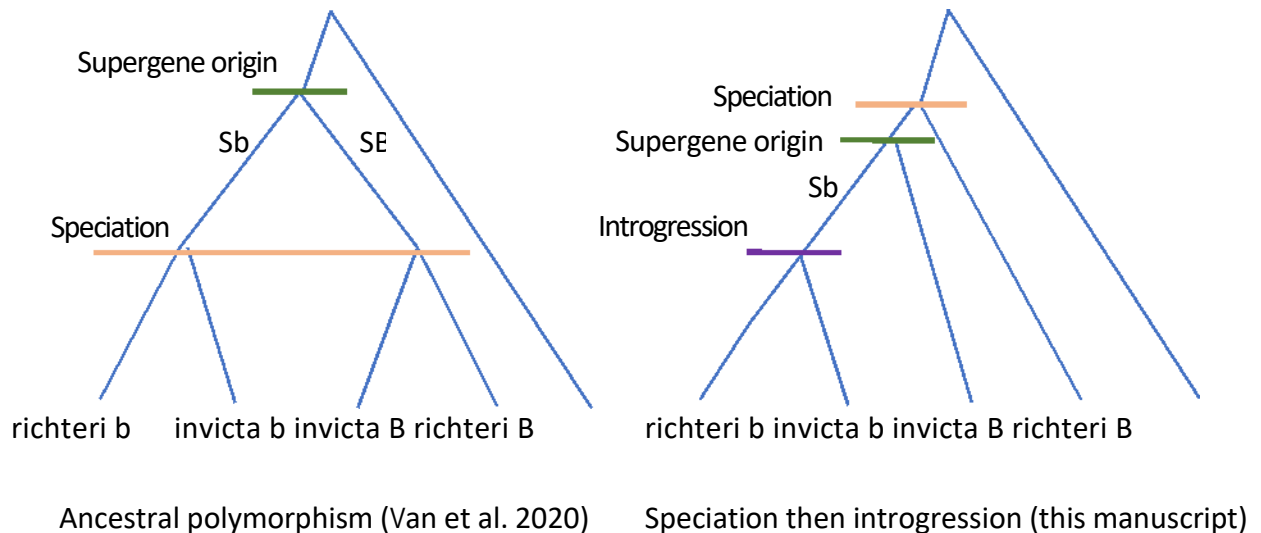 Supergene origin
Sb
SB
Speciation
richteri b invicta b invicta B richteri B
Ancestral polymorphism (Van et al. 2020)
Speciation
Supergene origin
Sb
Introgression
richteri b invicta b invicta B richteri B
Speciation then introgression (this manuscript)